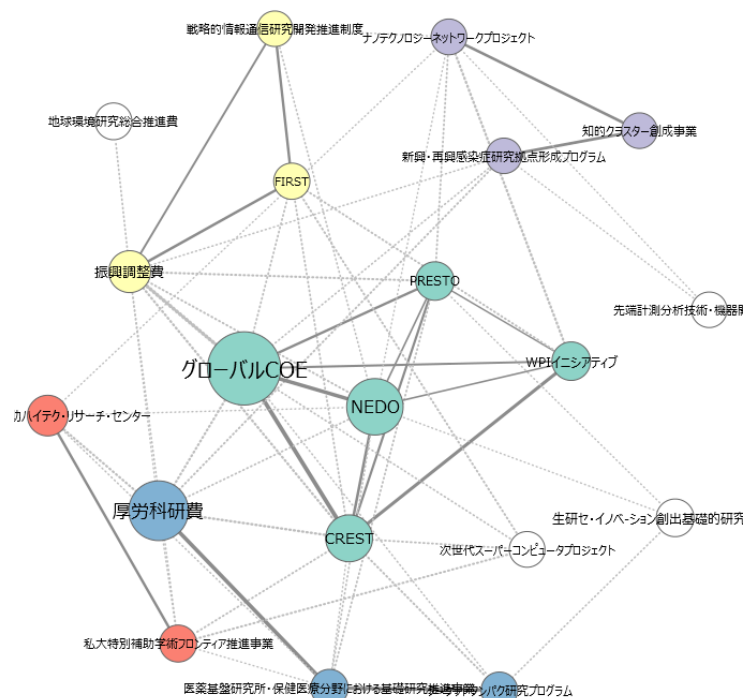 戦略的情報通信研究開発推進制度
ナノテクノロジーネットワークプロジェクト
地球環境研究総合推進費
知的クラスター創成事業
新興・再興感染症研究拠点形成プログラム
FIRST
振興調整費
PRESTO
先端計測分析技術・機器開
グローバルCOE
WPIイニシアティブ
NEDO
カハイテク・リサーチ・センター
厚労科研費
生研セ・イノベーション創出基礎的研究
CREST
次世代スーパーコンピュータプロジェクト
私大特別補助学術フロンティア推進事業
医薬基盤研究所・保健医療分野における基礎研究推進事業
タンパク研究プログラム